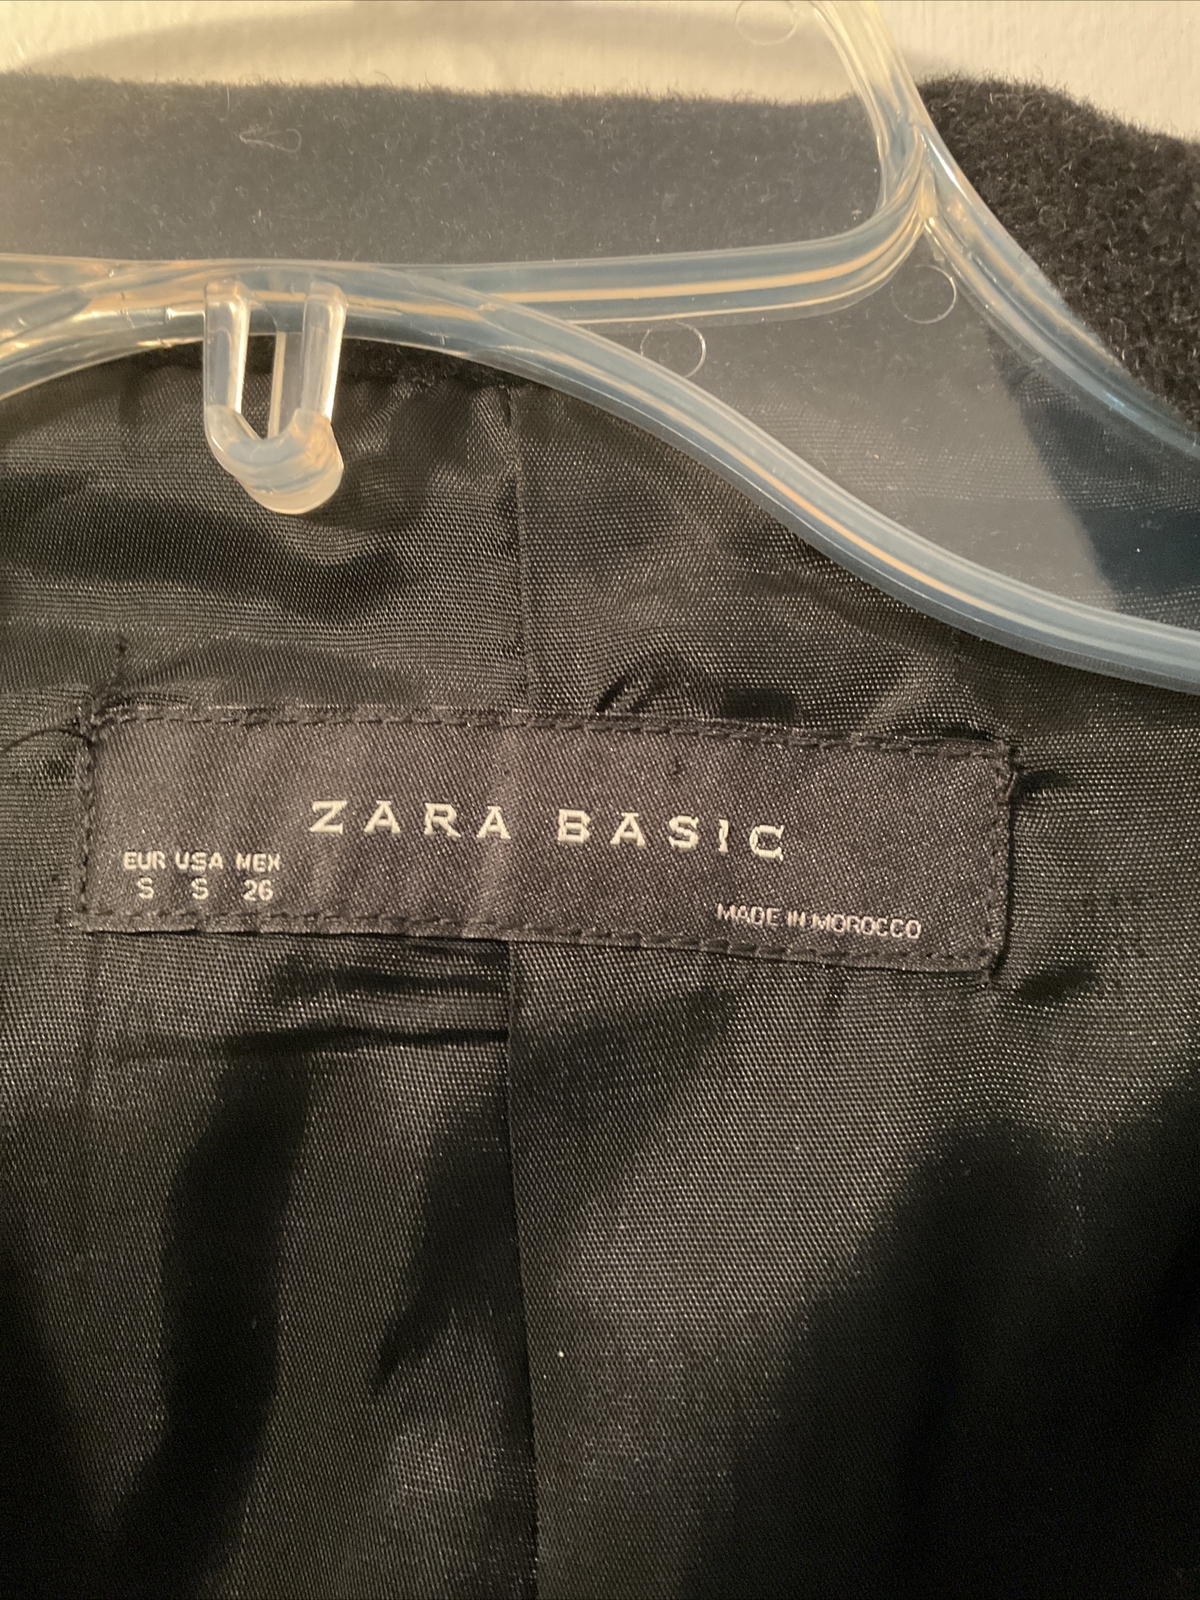 ZARA BASIC
EUR USA MEX
S S 26
MADE IN MOROCCO